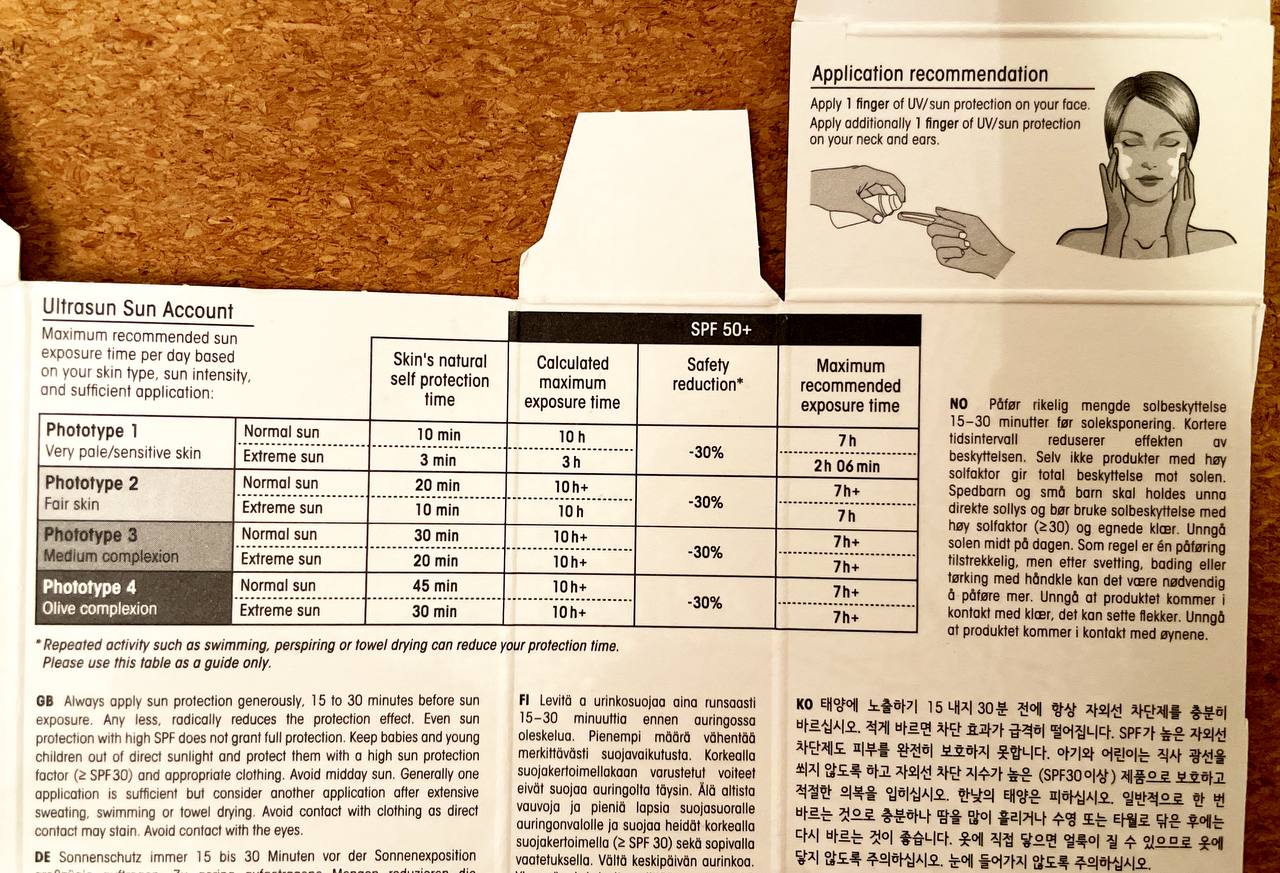 Application recommendation
Apply 1 finger of UV/sun protection on your face.
Apply additionally 1 finger of UV/sun protection
on your neck and ears.
Ultrasun Sun Account
Maximum recommended sun
exposure time per day based
on your skin type, sun intensity,
and sufficient application:
SPF 50+
Skin's natural self protection time
Calculated maximum exposure time
Safety reduction*
Maximum recommended exposure time
Phototype 1
Very pale/sensitive skin
Normal sun 10 min 10 h 7 h
-30%
Extreme sun 3 min 3 h 2h 06 min
Phototype 2
Fair skin
Normal sun 20 min 10 h+ 7 h+
-30%
Extreme sun 10 min 10 h 7 h
Phototype 3
Medium complexion
Normal sun 30 min 10 h+ 7 h+
-30%
Extreme sun 20 min 10 h+ 7 h+
Phototype 4
Olive complexion
Normal sun 45 min 10 h+ 7 h+
-30%
Extreme sun 30 min 10 h+ 7 h+
*Repeated activity such as swimming, perspiring or towel drying can reduce your protection time.
Please use this table as a guide only.
NO Påfør rikelig mengde solbeskyttelse
15–30 minutter før soleksponering. Kortere
tidsintervall reduserer effekten av
beskyttelsen. Selv ikke produkter med høy
solfaktor gir total beskyttelse mot solen.
Spedbarn og små barn skal holdes unna
direkte sollys og bør bruke solbeskyttelse med
høy solfaktor (≥30) og egnede klær. Unngå
solen midt på dagen. Som regel er én påføring
tilstrekkelig, men etter svetting, bading eller
tørking med håndkle kan det være nødvendig
å påføre mer. Unngå at produktet kommer i
kontakt med klær, det kan sette flekker. Unngå
at produktet kommer i kontakt med øynene.
GB Always apply sun protection generously, 15 to 30 minutes before sun
exposure. Any less, radically reduces the protection effect. Even sun
protection with high SPF does not grant full protection. Keep babies and young
children out of direct sunlight and protect them with a high sun protection
factor (≥ SPF30) and appropriate clothing. Avoid midday sun. Generally one
application is sufficient but consider another application after extensive
sweating, swimming or towel drying. Avoid contact with clothing as direct
contact may stain. Avoid contact with the eyes.
DE Sonnenschutz immer 15 bis 30 Minuten vor der Sonnenexposition
FI Levitä a urinkosuojaa aina runsaasti
15–30 minuuttia ennen auringossa
oleskelua. Pienempi määrä vähentää
merkittävästi suojavaikutusta. Korkealla
suojakertoimellakaan varustetut voiteet
eivät suojaa auringolta täysin. Älä altista
vauvoja ja pieniä lapsia suojasuoralle
auringonvalolle ja suojaa heidät korkealla
suojakertoimella (≥ SPF 30) sekä sopivalla
vaatetuksella. Vältä keskipäivän aurinkoa.
KO 태양에 노출하기 15 내지 30분 전에 항상 자외선 차단제를 충분히
바르십시오. 적게 바르면 차단 효과가 급격히 떨어집니다. SPF가 높은 자외선
차단제도 피부를 완전히 보호하지 못합니다. 아기와 어린이는 직사 광선을
쐬지 않도록 하고 자외선 차단 지수가 높은 (SPF30이상) 제품으로 보호하고
적절한 의복을 입히십시오. 한낮의 태양은 피하십시오. 일반적으로 한 번
바르는 것으로 충분하나 땀을 많이 흘리거나 수영 또는 타월로 닦은 후에는
다시 바르는 것이 좋습니다. 옷에 직접 닿으면 얼룩이 질 수 있으므로 옷에
닿지 않도록 주의하십시오. 눈에 들어가지 않도록 주의하십시오.